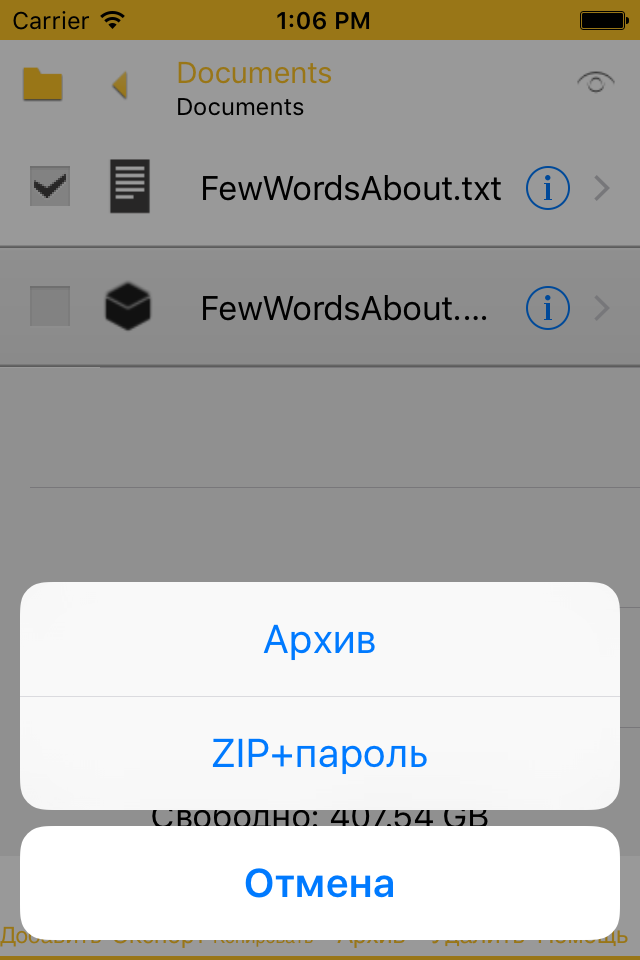 Carrier 1:06 PM
Documents
Documents
FewWordsAbout.txt
FewWordsAbout....
Архив
ZIP+пароль
Свободно: 407.54 GB
Отмена
Добавить Экспорт Копировать Архив Удалить Помощь